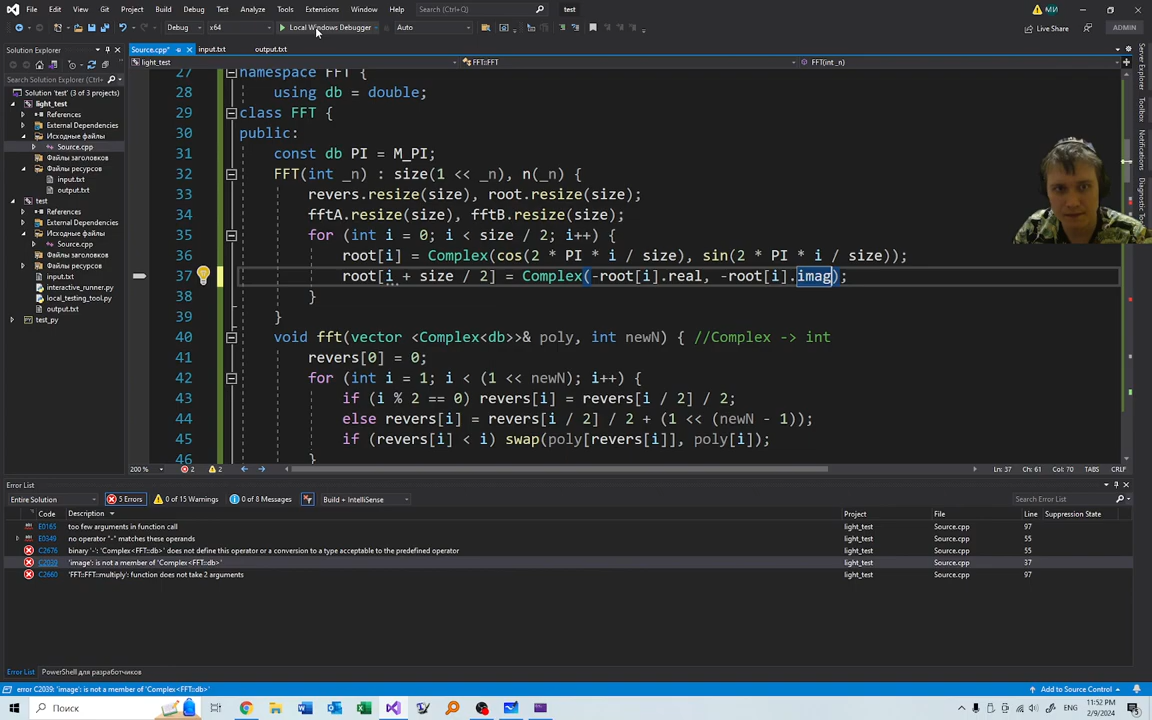 File Edit View Git Project Build Debug Test Analyze Tools Extensions Window Help Search (Ctrl+Q) test МИ
Debug x64 Local Windows Debugger Auto Live Share ADMIN
Solution Explorer Source.cpp* input.txt output.txt
light_test FFT::FFT FFT(int _n)
Search Solution Explorer
Solution 'test' (3 of 3 projects)
light_test
References
External Dependencies
Исходные файлы
Source.cpp
Файлы заголовков
Файлы ресурсов
input.txt
output.txt
test
References
External Dependencies
Исходные файлы
Source.cpp
Файлы ресурсов
input.txt
interactive_runner.py
local_testing_tool.py
output.txt
test_py
27 namespace FFT {
28 using db = double;
29 class FFT {
30 public:
31 const db PI = M_PI;
32 FFT(int _n) : size(1 << _n), n(_n) {
33 revers.resize(size), root.resize(size);
34 fftA.resize(size), fftB.resize(size);
35 for (int i = 0; i < size / 2; i++) {
36 root[i] = Complex(cos(2 * PI * i / size), sin(2 * PI * i / size));
37 root[i + size / 2] = Complex(-root[i].real, -root[i].imag);
38 }
39 }
40 void fft(vector <Complex<db>>& poly, int newN) { //Complex -> int
41 revers[0] = 0;
42 for (int i = 1; i < (1 << newN); i++) {
43 if (i % 2 == 0) revers[i] = revers[i / 2] / 2;
44 else revers[i] = revers[i / 2] / 2 + (1 << (newN - 1));
45 if (revers[i] < i) swap(poly[revers[i]], poly[i]);
46 }
Server Explorer
Toolbox
Notifications
200 % 2 2 Ln: 37 Ch: 61 Col: 70 TABS CRLF
Error List
Entire Solution 5 Errors 0 of 15 Warnings 0 of 8 Messages Build + IntelliSense Search Error List
Code Description Project File Line Suppression State
E0165 too few arguments in function call light_test Source.cpp 97
E0349 no operator "-" matches these operands light_test Source.cpp 55
C2676 binary '-': 'Complex<FFT::db>' does not define this operator or a conversion to a type acceptable to the predefined operator light_test Source.cpp 55
C2039 'image': is not a member of 'Complex<FFT::db>' light_test Source.cpp 37
C2660 'FFT::FFT::multiply': function does not take 2 arguments light_test Source.cpp 97
Error List PowerShell для разработчиков
error C2039: 'image': is not a member of 'Complex<FFT::db>' Add to Source Control
Поиск 11:52 PM
2/9/2024